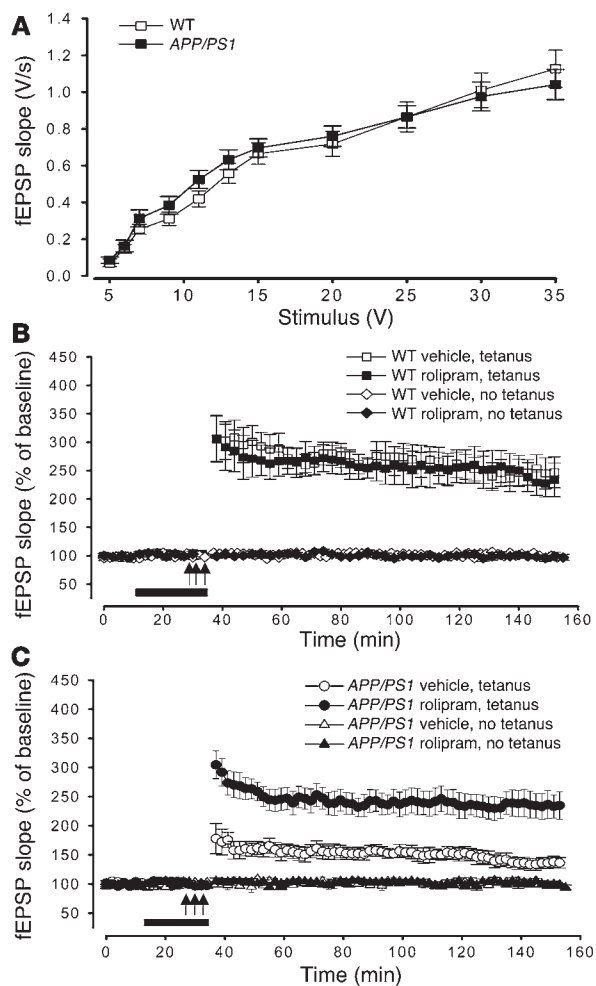 A
WT
APP/PS1
fEPSP slope (V/s)
1.4
1.2
1.0
0.8
0.6
0.4
0.2
0.0
5 10 15 20 25 30 35
Stimulus (V)
B
WT vehicle, tetanus
WT rolipram, tetanus
WT vehicle, no tetanus
WT rolipram, no tetanus
fEPSP slope (% of baseline)
450
400
350
300
250
200
150
100
50
0 20 40 60 80 100 120 140 160
Time (min)
C
APP/PS1 vehicle, tetanus
APP/PS1 rolipram, tetanus
APP/PS1 vehicle, no tetanus
APP/PS1 rolipram, no tetanus
fEPSP slope (% of baseline)
450
400
350
300
250
200
150
100
50
0 20 40 60 80 100 120 140 160
Time (min)